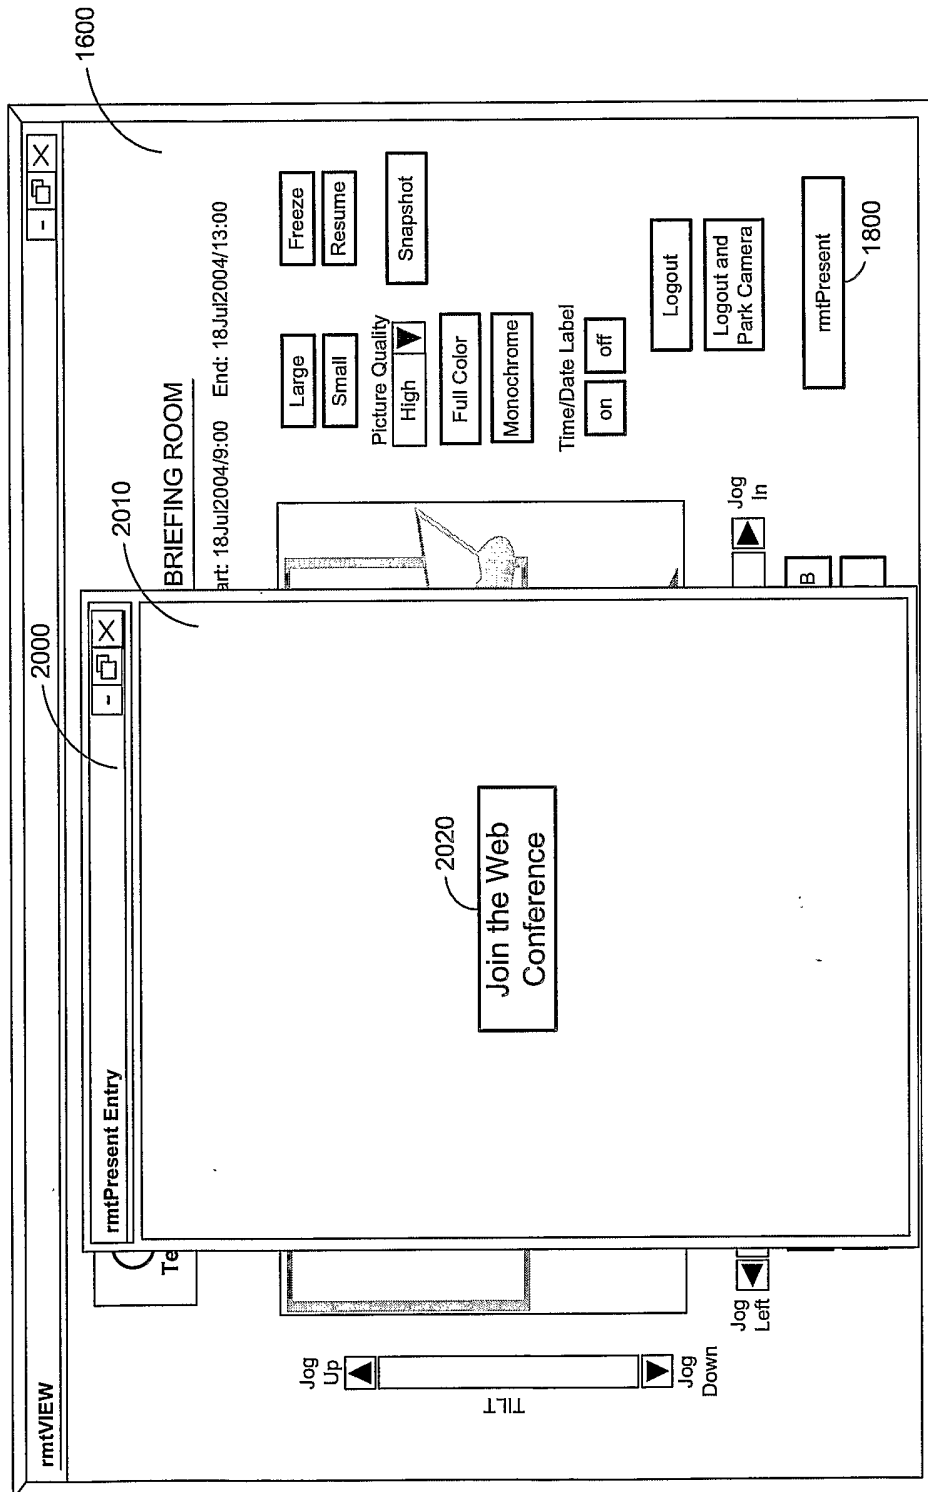 1600
rmtVIEW
2000
rmtPresent Entry
2010
BRIEFING ROOM
art: 18Jul2004/9:00 End: 18Jul2004/13:00
Te
Large
Freeze
Small
Resume
Picture Quality
High
Snapshot
Full Color
Monochrome
Time/Date Label
on
off
2020
Join the Web
Conference
Jog
Up
TILT
Jog
Down
Jog
Left
Jog
In
B
Logout
Logout and
Park Camera
rmtPresent
1800